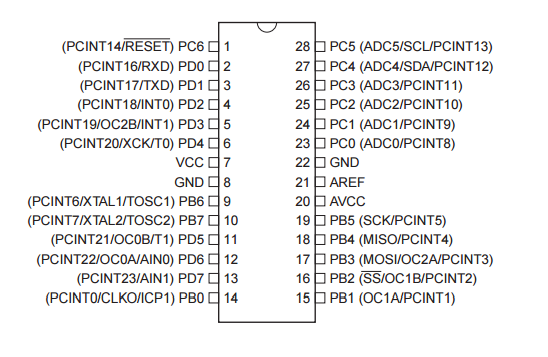 (PCINT14/RESET) PC6 1 28 PC5 (ADC5/SCL/PCINT13)
(PCINT16/RXD) PD0 2 27 PC4 (ADC4/SDA/PCINT12)
(PCINT17/TXD) PD1 3 26 PC3 (ADC3/PCINT11)
(PCINT18/INT0) PD2 4 25 PC2 (ADC2/PCINT10)
(PCINT19/OC2B/INT1) PD3 5 24 PC1 (ADC1/PCINT9)
(PCINT20/XCK/T0) PD4 6 23 PC0 (ADC0/PCINT8)
VCC 7 22 GND
GND 8 21 AREF
(PCINT6/XTAL1/TOSC1) PB6 9 20 AVCC
(PCINT7/XTAL2/TOSC2) PB7 10 19 PB5 (SCK/PCINT5)
(PCINT21/OC0B/T1) PD5 11 18 PB4 (MISO/PCINT4)
(PCINT22/OC0A/AIN0) PD6 12 17 PB3 (MOSI/OC2A/PCINT3)
(PCINT23/AIN1) PD7 13 16 PB2 (SS/OC1B/PCINT2)
(PCINT0/CLKO/ICP1) PB0 14 15 PB1 (OC1A/PCINT1)